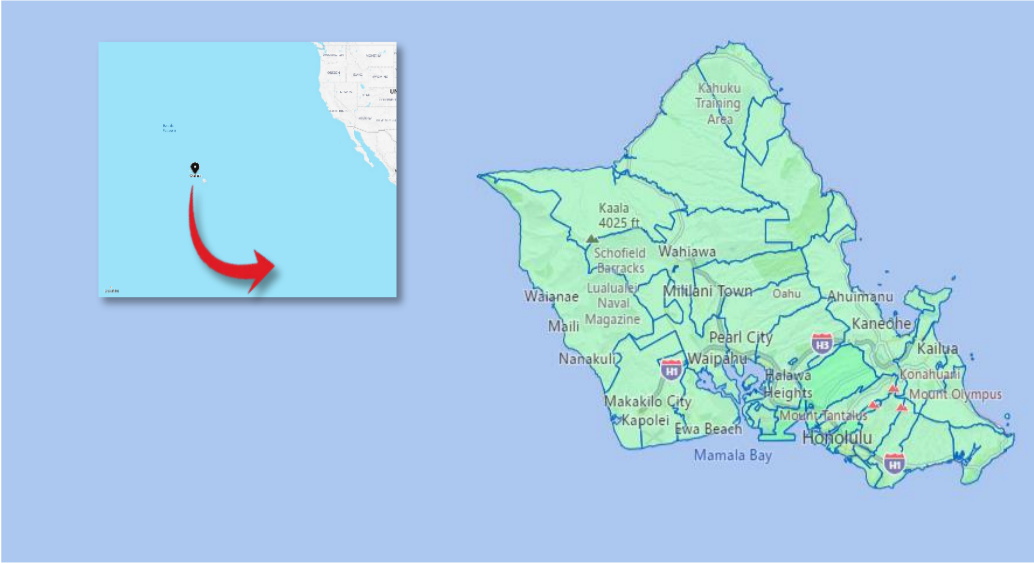 Kahuku
Training
Area
Kaala
4025 ft
Schofield
Barracks
Wahiawa
Lualualei
Naval
Magazine
Mililani Town
Oahu
Ahuimanu
Waianae
Maili
Kaneohe
Pearl City
H3
Kailua
Nanakuli
Waipahu
H1
Halawa
Heights
Konahuanui
Mount Olympus
Makakilo City
Kapolei
Ewa Beach
Mount Tantalus
Honolulu
Mamala Bay
H1